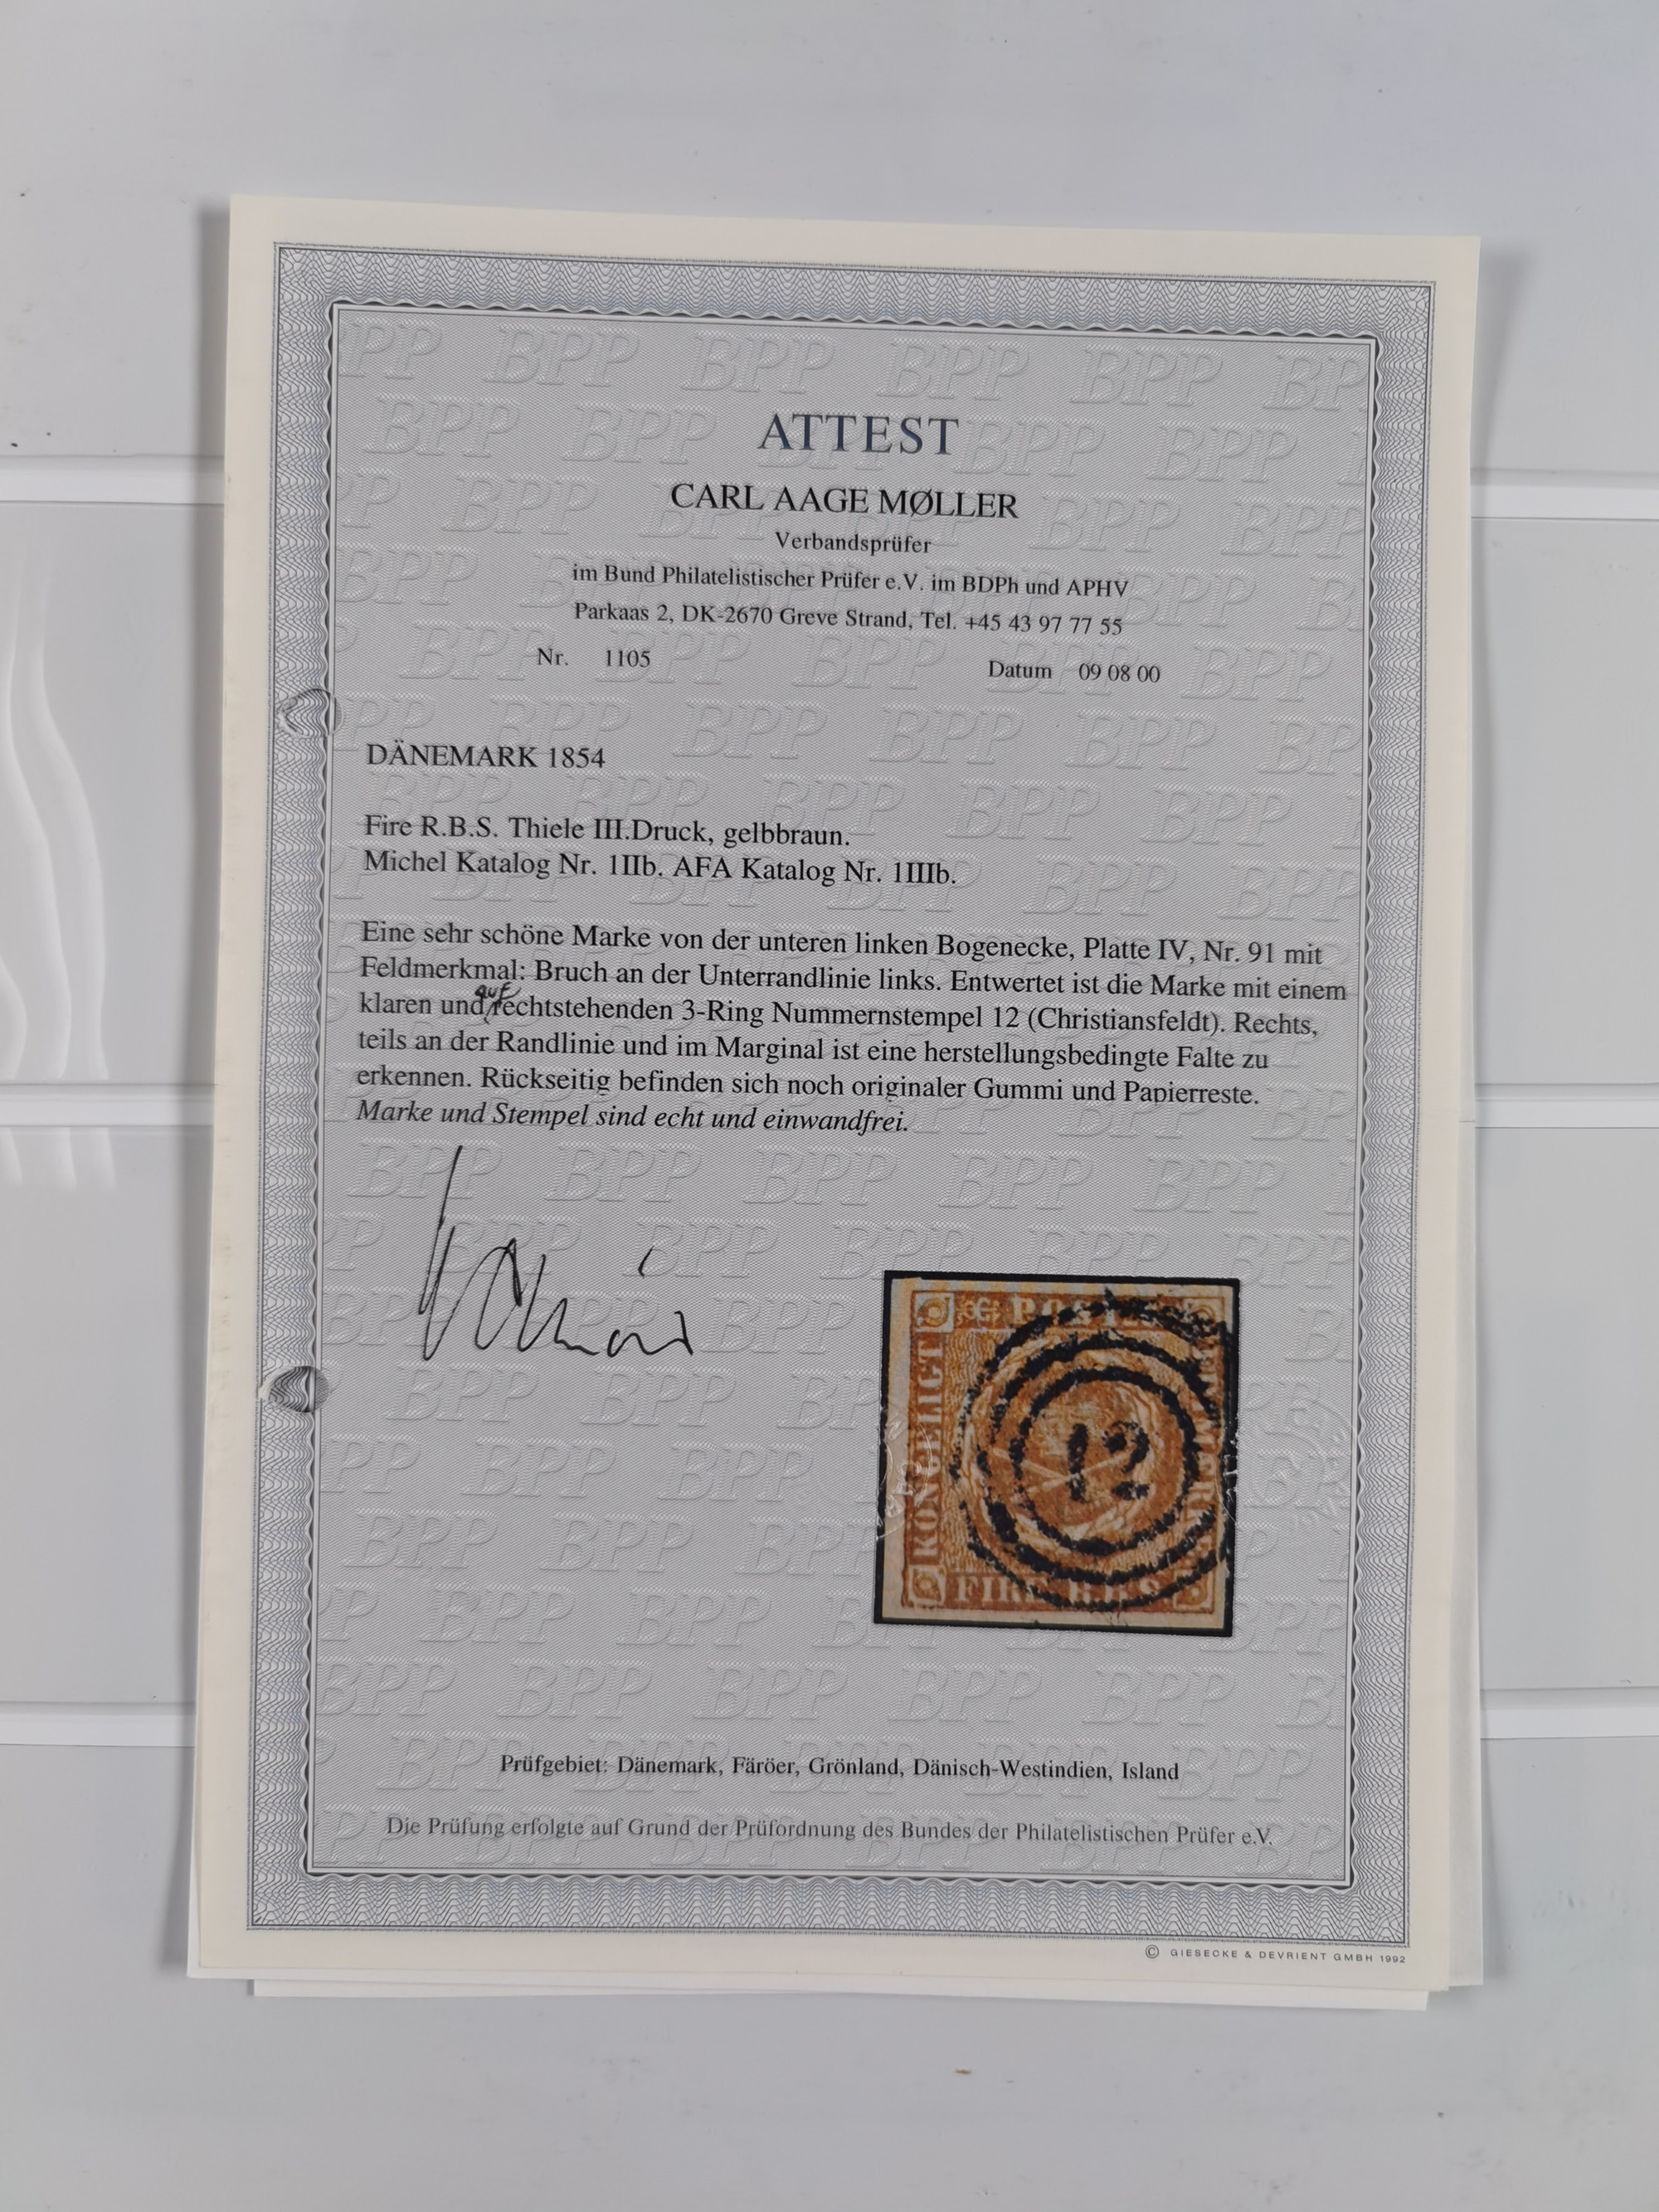 ATTEST
CARL AAGE MØLLER
Verbandsprüfer
im Bund Philatelistischer Prüfer e.V. im BDPh und APHV
Parkaas 2, DK-2670 Greve Strand, Tel. +45 43 97 77 55
Nr. 1105 Datum 09 08 00
DÄNEMARK 1854
Fire R.B.S. Thiele III.Druck, gelbbraun.
Michel Katalog Nr. 1IIb. AFA Katalog Nr. 1IIIb.
Eine sehr schöne Marke von der unteren linken Bogenecke, Platte IV, Nr. 91 mit
Feldmerkmal: Bruch an der Unterrandlinie links. Entwertet ist die Marke mit einem
klaren und aufrechtstehenden 3-Ring Nummernstempel 12 (Christiansfeldt). Rechts,
teils an der Randlinie und im Marginal ist eine herstellungsbedingte Falte zu
erkennen. Rückseitig befinden sich noch originaler Gummi und Papierreste.
Marke und Stempel sind echt und einwandfrei.
KONGELIGT
12
FIRE R.B.S.
Prüfgebiet: Dänemark, Färöer, Grönland, Dänisch-Westindien, Island
Die Prüfung erfolgte auf Grund der Prüfordnung des Bundes der Philatelistischen Prüfer e.V.
© GIESECKE & DEVRIENT GMBH 1992